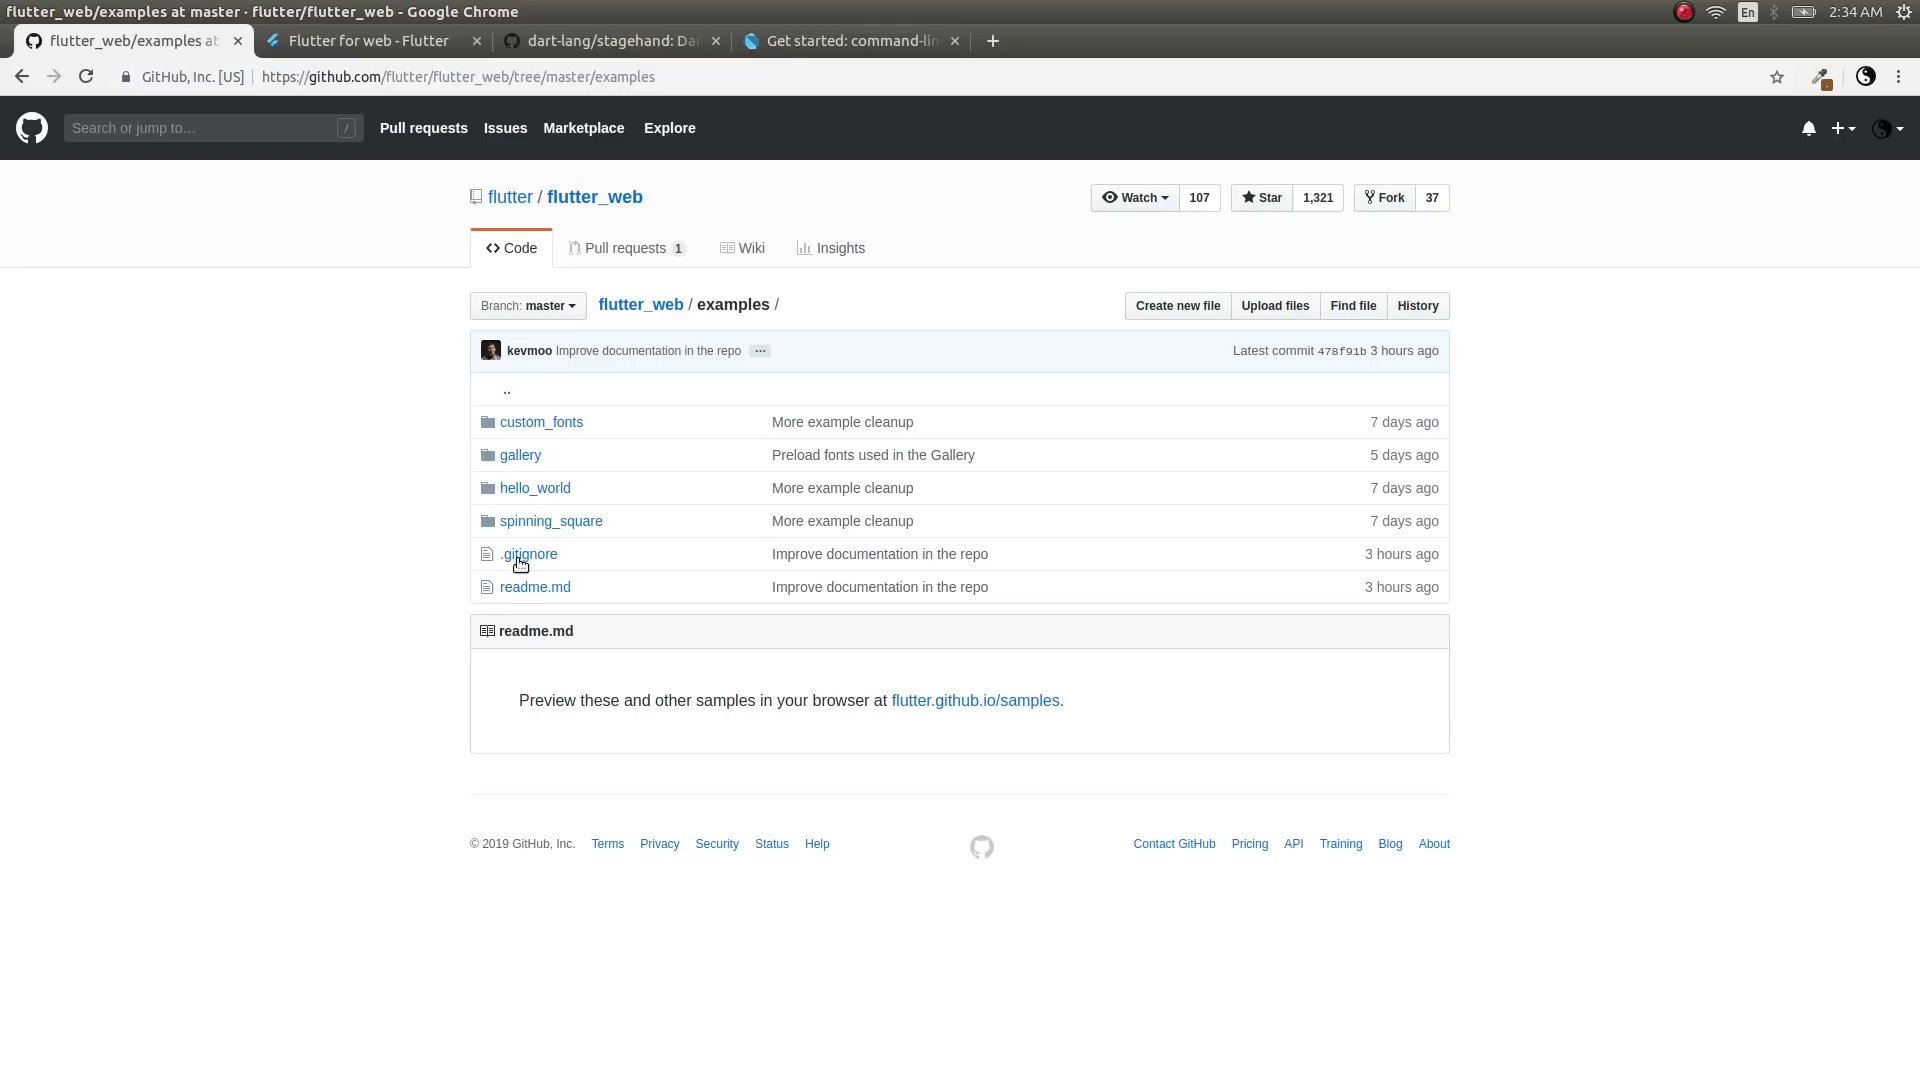 flutter_web/examples at master · flutter/flutter_web - Google Chrome
En 2:34 AM
flutter_web/examples at
Flutter for web - Flutter
dart-lang/stagehand: Da
Get started: command-lin
GitHub, Inc. [US] https://github.com/flutter/flutter_web/tree/master/examples
Search or jump to… / Pull requests Issues Marketplace Explore
flutter / flutter_web Watch 107 Star 1,321 Fork 37
Code Pull requests 1 Wiki Insights
Branch: master flutter_web / examples / Create new file Upload files Find file History
kevmoo Improve documentation in the repo … Latest commit 478f91b 3 hours ago
..
custom_fonts More example cleanup 7 days ago
gallery Preload fonts used in the Gallery 5 days ago
hello_world More example cleanup 7 days ago
spinning_square More example cleanup 7 days ago
.gitignore Improve documentation in the repo 3 hours ago
readme.md Improve documentation in the repo 3 hours ago
readme.md
Preview these and other samples in your browser at flutter.github.io/samples.
© 2019 GitHub, Inc. Terms Privacy Security Status Help Contact GitHub Pricing API Training Blog About